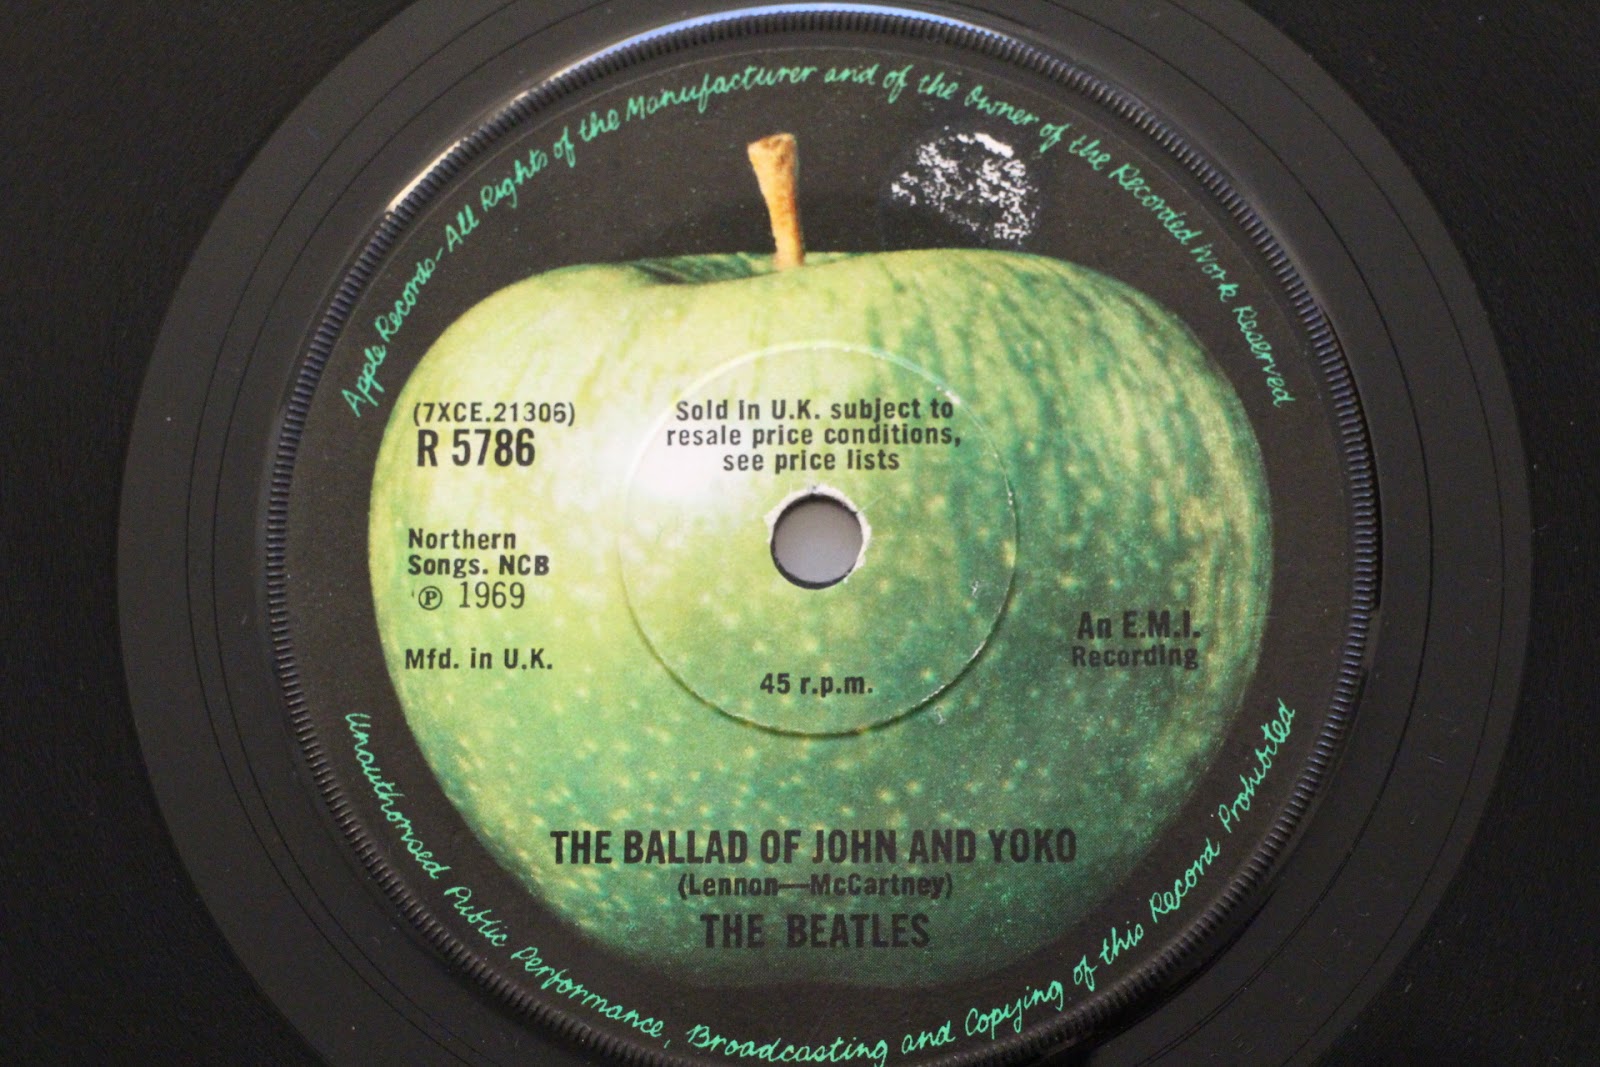 Apple Records-All Rights of the Manufacturer and of the Owner of the Recorded Work Reserved
(7XCE.21306)
R 5786
Sold in U.K. subject to
resale price conditions,
see price lists
Northern
Songs. NCB
℗ 1969
Mfd. in U.K.
An E.M.I.
Recording
45 r.p.m.
THE BALLAD OF JOHN AND YOKO
(Lennon—McCartney)
THE BEATLES
Unauthorised Public Performance, Broadcasting and Copying of this Record Prohibited